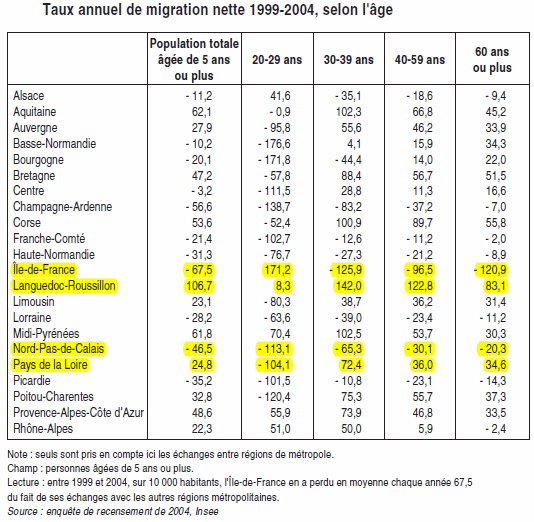 Taux annuel de migration nette 1999-2004, selon l'âge
Population totale âgée de 5 ans ou plus 20-29 ans 30-39 ans 40-59 ans 60 ans ou plus
Alsace - 11,2 41,6 - 35,1 - 18,6 - 9,4
Aquitaine 62,1 - 0,9 102,3 66,8 45,2
Auvergne 27,9 - 95,8 55,6 46,2 33,9
Basse-Normandie - 10,2 - 176,6 4,1 15,9 34,3
Bourgogne - 20,1 - 171,8 - 44,4 14,0 22,0
Bretagne 47,2 - 57,8 88,4 56,7 51,5
Centre - 3,2 - 111,5 28,8 11,3 16,6
Champagne-Ardenne - 56,6 - 138,7 - 83,2 - 37,2 - 7,0
Corse 53,6 - 52,4 100,9 89,7 55,8
Franche-Comté - 21,4 - 102,7 - 12,6 - 11,2 - 2,0
Haute-Normandie - 31,3 - 76,7 - 27,3 - 21,2 - 8,9
Île-de-France - 67,5 171,2 - 125,9 - 96,5 - 120,9
Languedoc-Roussillon 106,7 8,3 142,0 122,8 83,1
Limousin 23,1 - 80,3 38,7 36,2 31,4
Lorraine - 28,2 - 63,6 - 39,0 - 23,4 - 11,2
Midi-Pyrénées 61,8 70,4 102,5 53,7 30,3
Nord-Pas-de-Calais - 46,5 - 113,1 - 65,3 - 30,1 - 20,3
Pays de la Loire 24,8 - 104,1 72,4 36,0 34,6
Picardie - 35,2 - 101,5 - 10,8 - 23,1 - 14,3
Poitou-Charentes 32,8 - 120,4 75,3 55,7 37,3
Provence-Alpes-Côte d'Azur 48,6 55,9 73,9 46,8 33,5
Rhône-Alpes 22,3 51,0 50,0 5,9 - 2,4
Note : seuls sont pris en compte ici les échanges entre régions de métropole.
Champ : personnes âgées de 5 ans ou plus.
Lecture : entre 1999 et 2004, sur 10 000 habitants, l'Île-de-France en a perdu en moyenne chaque année 67,5
du fait de ses échanges avec les autres régions métropolitaines.
Source : enquête de recensement de 2004, Insee